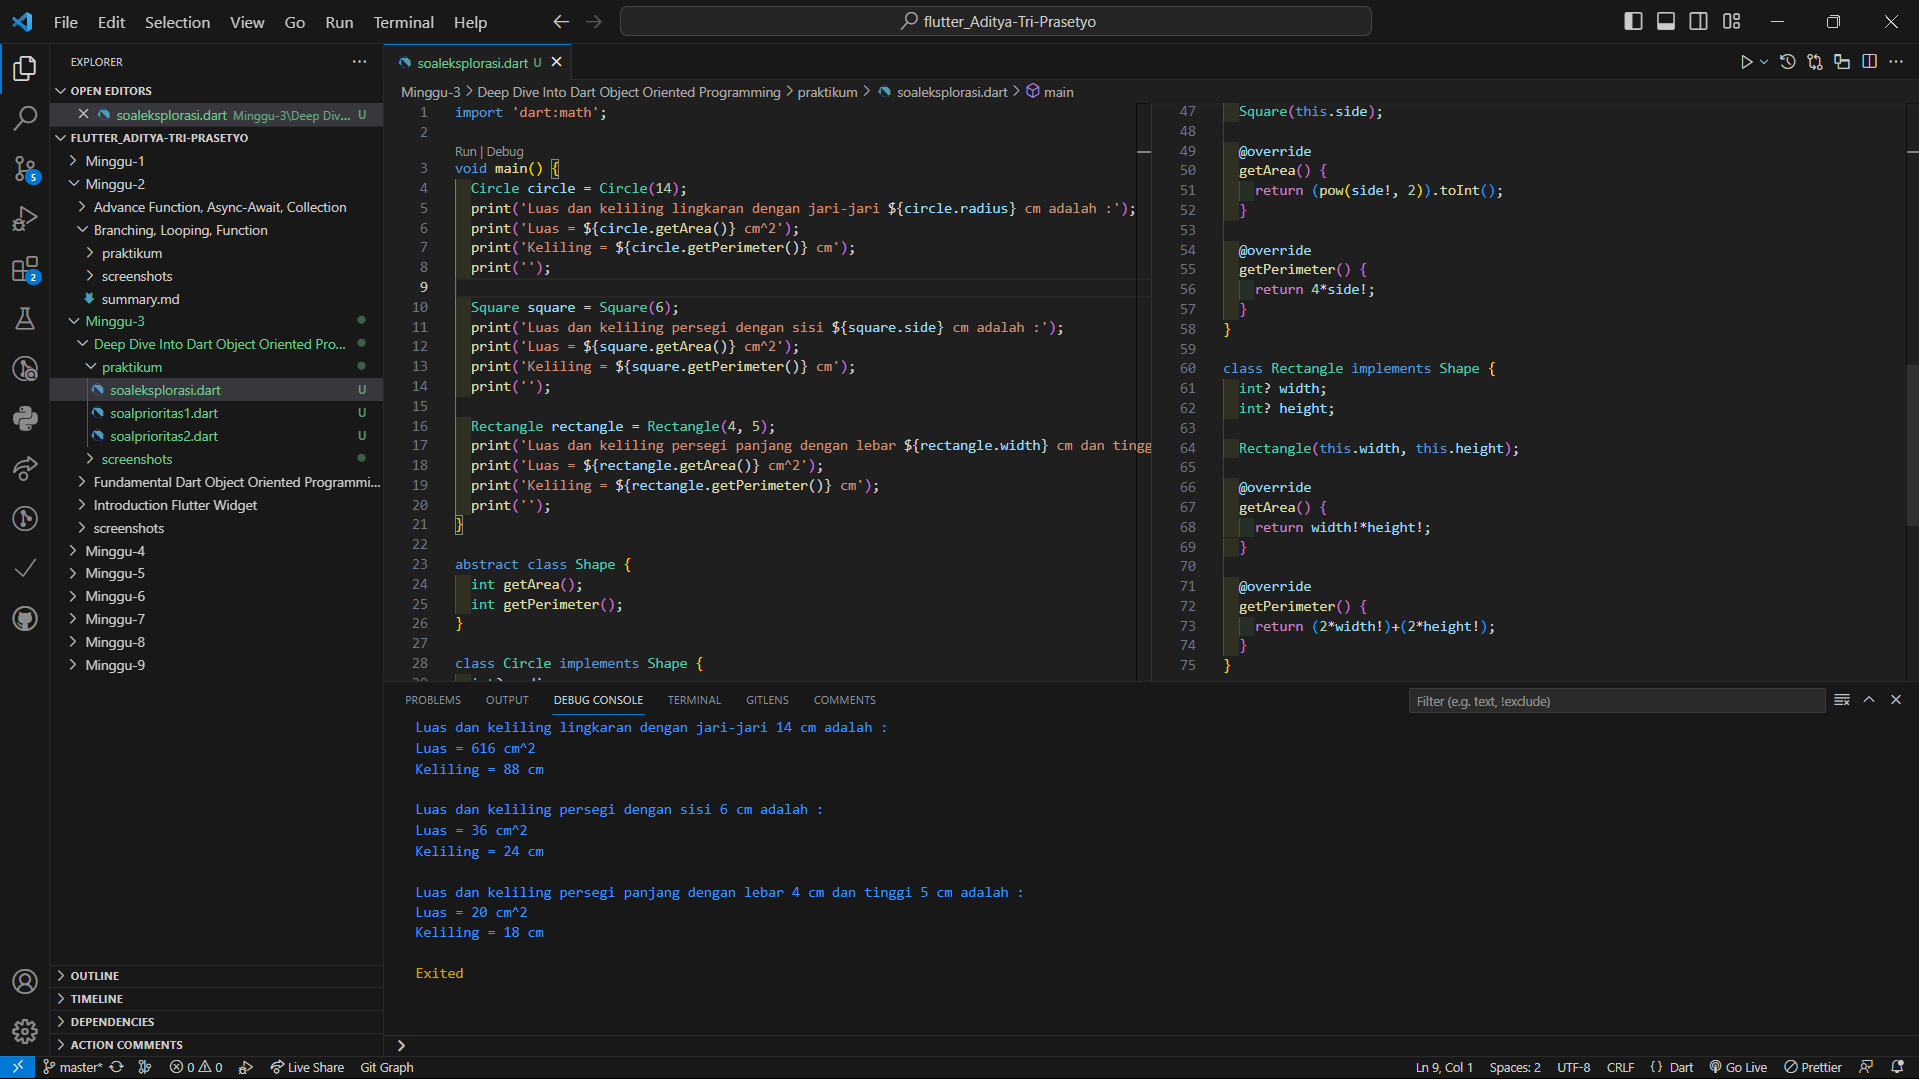 File Edit Selection View Go Run Terminal Help
flutter_Aditya-Tri-Prasetyo
EXPLORER
OPEN EDITORS
soaleksplorasi.dart Minggu-3\Deep Div... U
FLUTTER_ADITYA-TRI-PRASETYO
Minggu-1
Minggu-2
Advance Function, Async-Await, Collection
Branching, Looping, Function
praktikum
screenshots
summary.md
Minggu-3
Deep Dive Into Dart Object Oriented Pro...
praktikum
soaleksplorasi.dart U
soalprioritas1.dart U
soalprioritas2.dart U
screenshots
Fundamental Dart Object Oriented Programmi...
Introduction Flutter Widget
screenshots
Minggu-4
Minggu-5
Minggu-6
Minggu-7
Minggu-8
Minggu-9
OUTLINE
TIMELINE
DEPENDENCIES
ACTION COMMENTS
5
2
soaleksplorasi.dart U
Minggu-3 > Deep Dive Into Dart Object Oriented Programming > praktikum > soaleksplorasi.dart > main
1 import 'dart:math';
2
Run | Debug
3 void main() {
4 Circle circle = Circle(14);
5 print('Luas dan keliling lingkaran dengan jari-jari ${circle.radius} cm adalah :');
6 print('Luas = ${circle.getArea()} cm^2');
7 print('Keliling = ${circle.getPerimeter()} cm');
8 print('');
9
10 Square square = Square(6);
11 print('Luas dan keliling persegi dengan sisi ${square.side} cm adalah :');
12 print('Luas = ${square.getArea()} cm^2');
13 print('Keliling = ${square.getPerimeter()} cm');
14 print('');
15
16 Rectangle rectangle = Rectangle(4, 5);
17 print('Luas dan keliling persegi panjang dengan lebar ${rectangle.width} cm dan tingg
18 print('Luas = ${rectangle.getArea()} cm^2');
19 print('Keliling = ${rectangle.getPerimeter()} cm');
20 print('');
21 }
22
23 abstract class Shape {
24 int getArea();
25 int getPerimeter();
26 }
27
28 class Circle implements Shape {
47 Square(this.side);
48
49 @override
50 getArea() {
51 return (pow(side!, 2)).toInt();
52 }
53
54 @override
55 getPerimeter() {
56 return 4*side!;
57 }
58 }
59
60 class Rectangle implements Shape {
61 int? width;
62 int? height;
63
64 Rectangle(this.width, this.height);
65
66 @override
67 getArea() {
68 return width!*height!;
69 }
70
71 @override
72 getPerimeter() {
73 return (2*width!)+(2*height!);
74 }
75 }
PROBLEMS OUTPUT DEBUG CONSOLE TERMINAL GITLENS COMMENTS
Filter (e.g. text, !exclude)
Luas dan keliling lingkaran dengan jari-jari 14 cm adalah :
Luas = 616 cm^2
Keliling = 88 cm
Luas dan keliling persegi dengan sisi 6 cm adalah :
Luas = 36 cm^2
Keliling = 24 cm
Luas dan keliling persegi panjang dengan lebar 4 cm dan tinggi 5 cm adalah :
Luas = 20 cm^2
Keliling = 18 cm
Exited
master* 0 0 Live Share Git Graph
Ln 9, Col 1 Spaces: 2 UTF-8 CRLF {} Dart Go Live Prettier